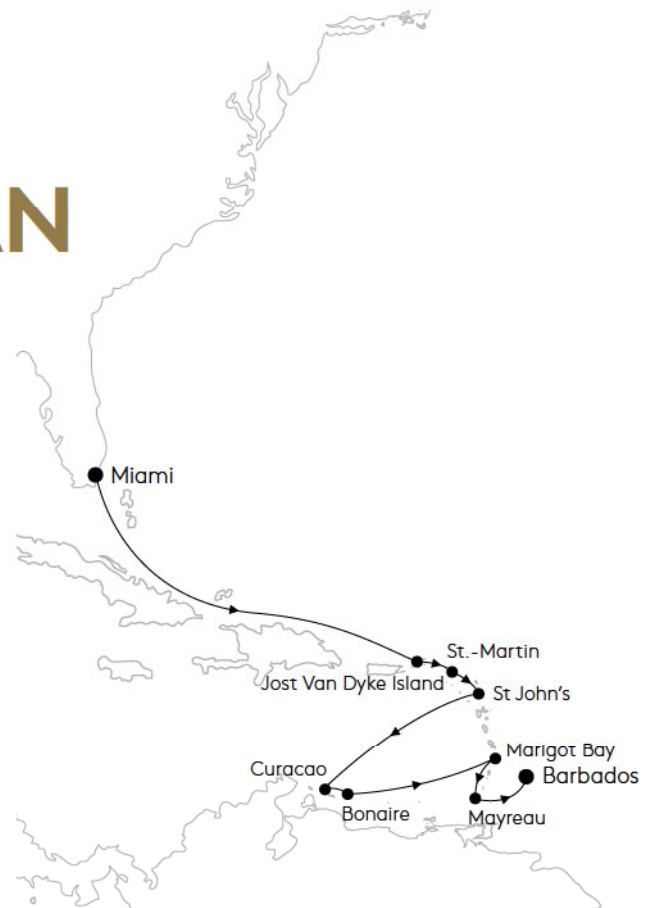 AN
Miami
St.-Martin
Jost Van Dyke Island
St John's
Marigot Bay
Curacao
Barbados
Bonaire
Mayreau